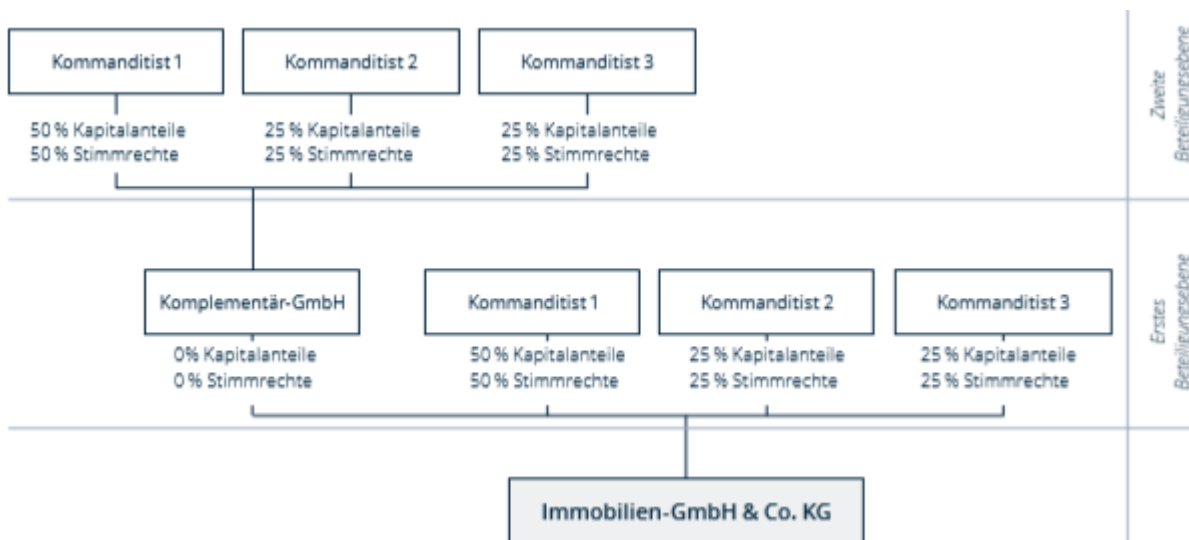 Kommanditist 1
Kommanditist 2
Kommanditist 3
50 % Kapitalanteile
50 % Stimmrechte
25 % Kapitalanteile
25 % Stimmrechte
25 % Kapitalanteile
25 % Stimmrechte
Zweite
Beteiligungsebene
Komplementär-GmbH
Kommanditist 1
Kommanditist 2
Kommanditist 3
0% Kapitalanteile
0 % Stimmrechte
50 % Kapitalanteile
50 % Stimmrechte
25 % Kapitalanteile
25 % Stimmrechte
25 % Kapitalanteile
25 % Stimmrechte
Erstes
Beteiligungsebene
Immobilien-GmbH & Co. KG